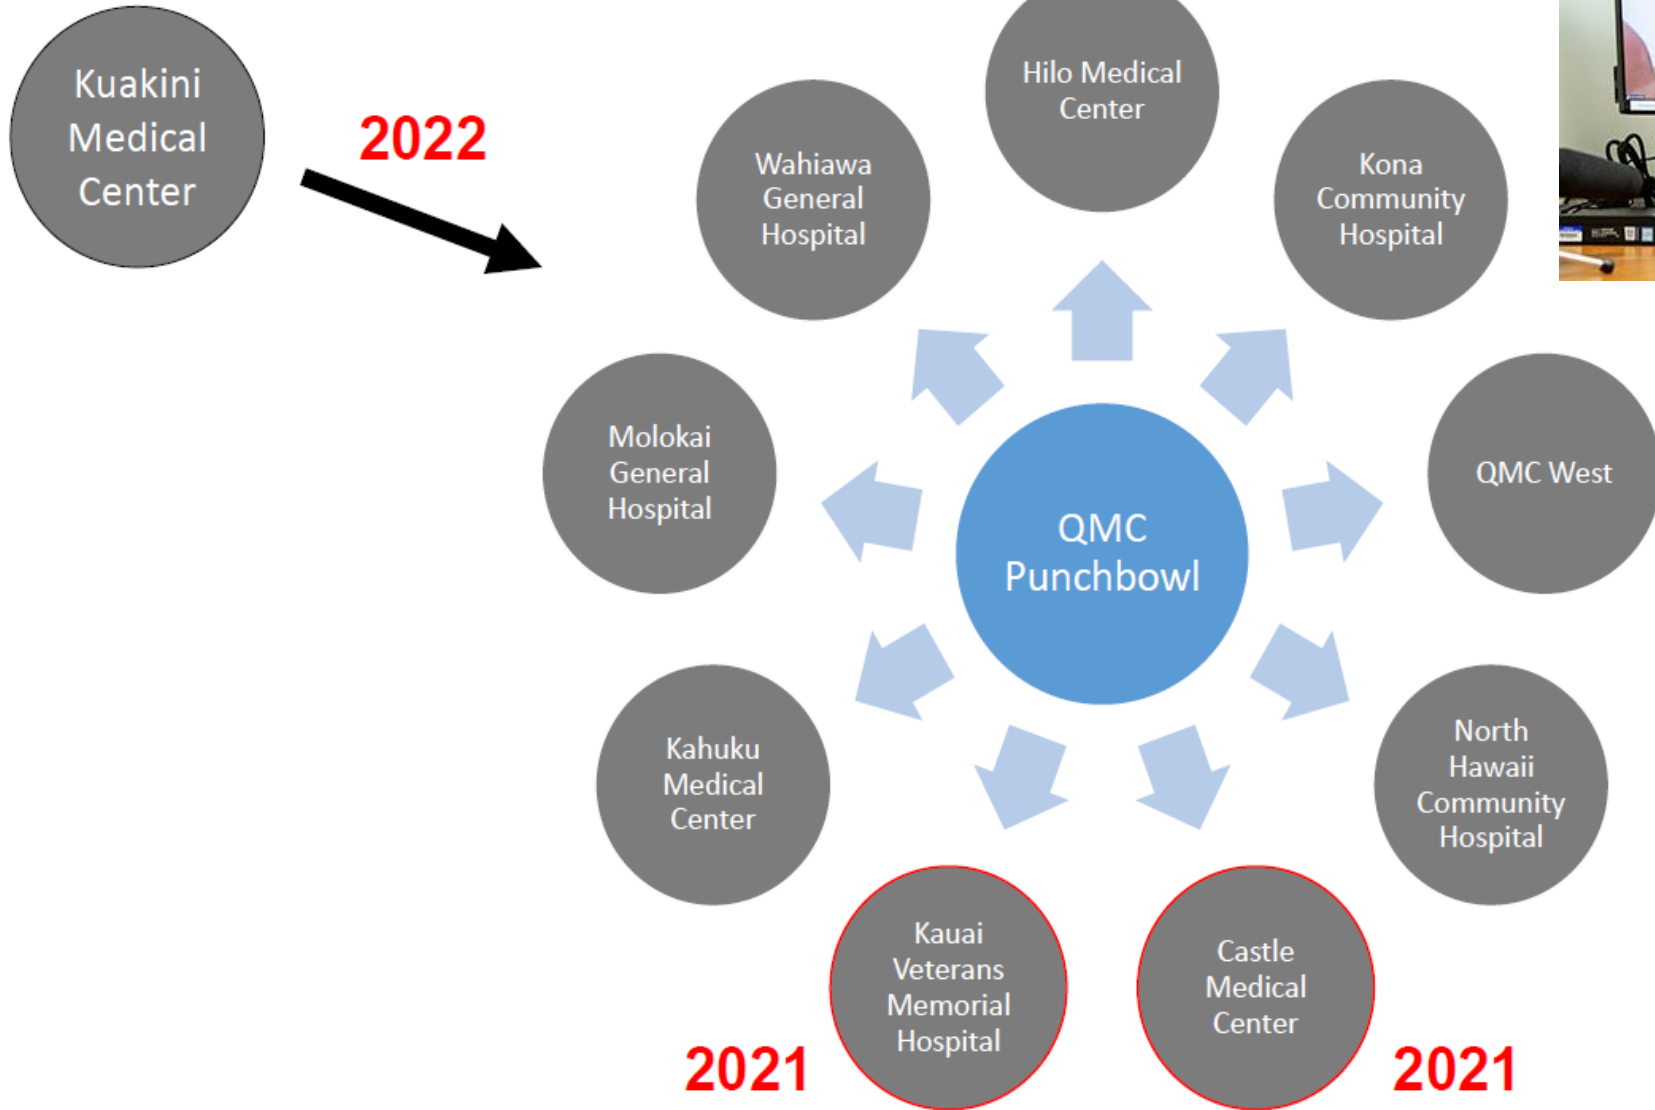 Kuakini
Medical
Center
2022
Hilo Medical
Center
Wahiawa
General
Hospital
Kona
Community
Hospital
Molokai
General
Hospital
QMC West
QMC
Punchbowl
Kahuku
Medical
Center
North
Hawaii
Community
Hospital
Kauai
Veterans
Memorial
Hospital
Castle
Medical
Center
2021
2021